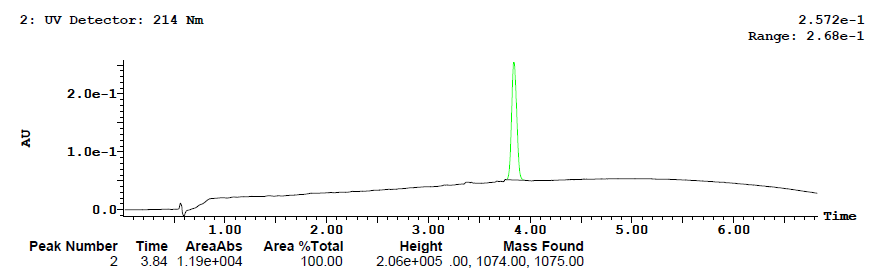 2: UV Detector: 214 Nm 2.572e-1
Range: 2.68e-1
2.0e-1
AU
1.0e-1
0.0
1.00 2.00 3.00 4.00 5.00 6.00 Time
Peak Number Time AreaAbs Area %Total Height Mass Found
2 3.84 1.19e+004 100.00 2.06e+005 .00, 1074.00, 1075.00